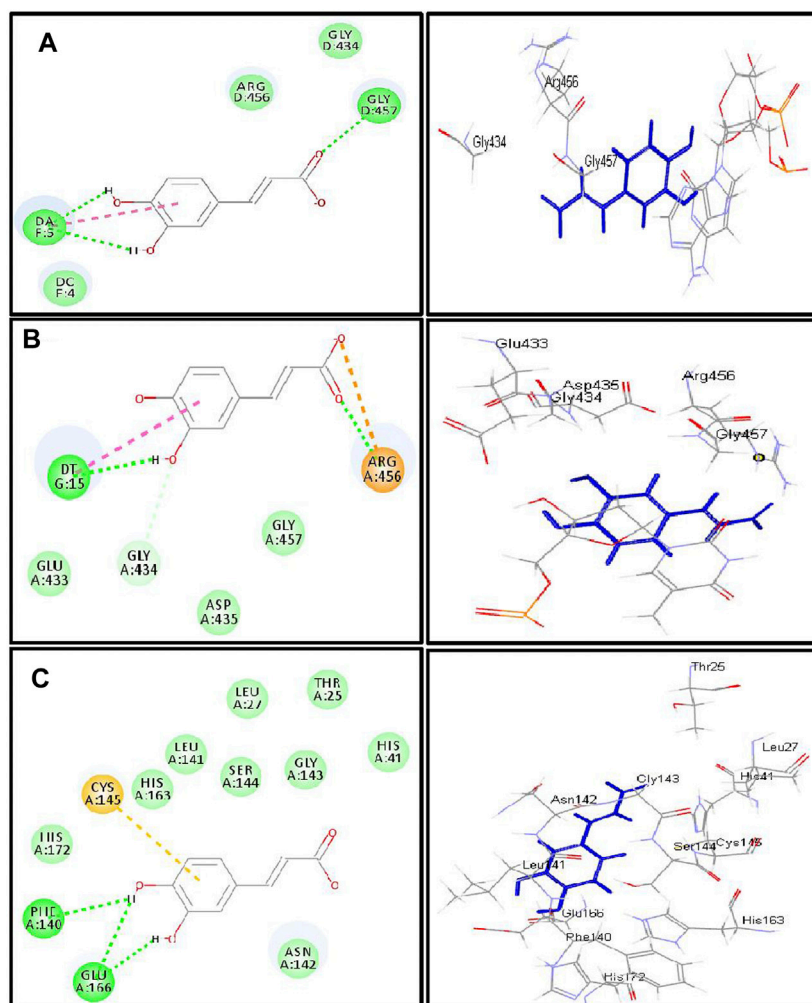 A
GLY
D:434
ARG
D:456
GLY
D:457
H
O
O
O
-O
H
O
DA
F:5
DC
F:4
Arg456
Gly434
Gly457
B
-O
O
O
H
O
DT
G:15
ARG
A:456
GLY
A:457
GLU
A:433
GLY
A:434
ASP
A:435
Glu433
Asp435
Gly434
Arg456
Gly457
C
LEU
A:27
THR
A:25
LEU
A:141
HIS
A:41
CYS
A:145
HIS
A:163
SER
A:144
GLY
A:143
HIS
A:172
O
O
O
H
H
O
PHE
A:140
GLU
A:166
ASN
A:142
Thr25
Leu27
Gly143
His41
Asn142
Ser144
Cys145
Leu141
Glu166
His163
Phe140
His172